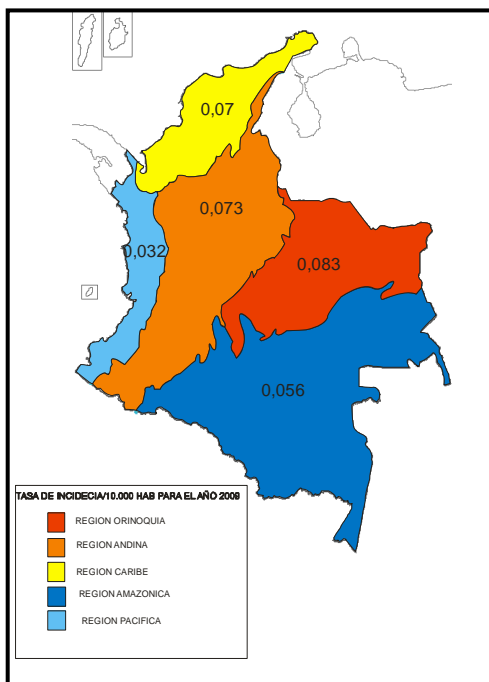 0,07
0,073
0,032
0,083
0,056
TASA DE INCIDECIA/10.000 HAB PARA EL AÑO 2009
REGION ORINOQUIA
REGION ANDINA
REGION CARIBE
REGION AMAZONICA
REGION PACIFICA